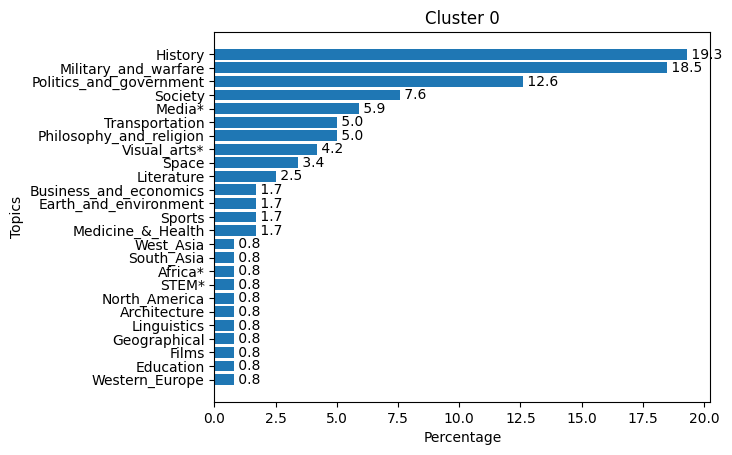 Cluster 0
History 19.3
Military_and_warfare 18.5
Politics_and_government 12.6
Society 7.6
Media* 5.9
Transportation 5.0
Philosophy_and_religion 5.0
Visual_arts* 4.2
Space 3.4
Literature 2.5
Business_and_economics 1.7
Earth_and_environment 1.7
Sports 1.7
Medicine_&_Health 1.7
West_Asia 0.8
South_Asia 0.8
Africa* 0.8
STEM* 0.8
North_America 0.8
Architecture 0.8
Linguistics 0.8
Geographical 0.8
Films 0.8
Education 0.8
Western_Europe 0.8
Topics
0.0 2.5 5.0 7.5 10.0 12.5 15.0 17.5 20.0
Percentage